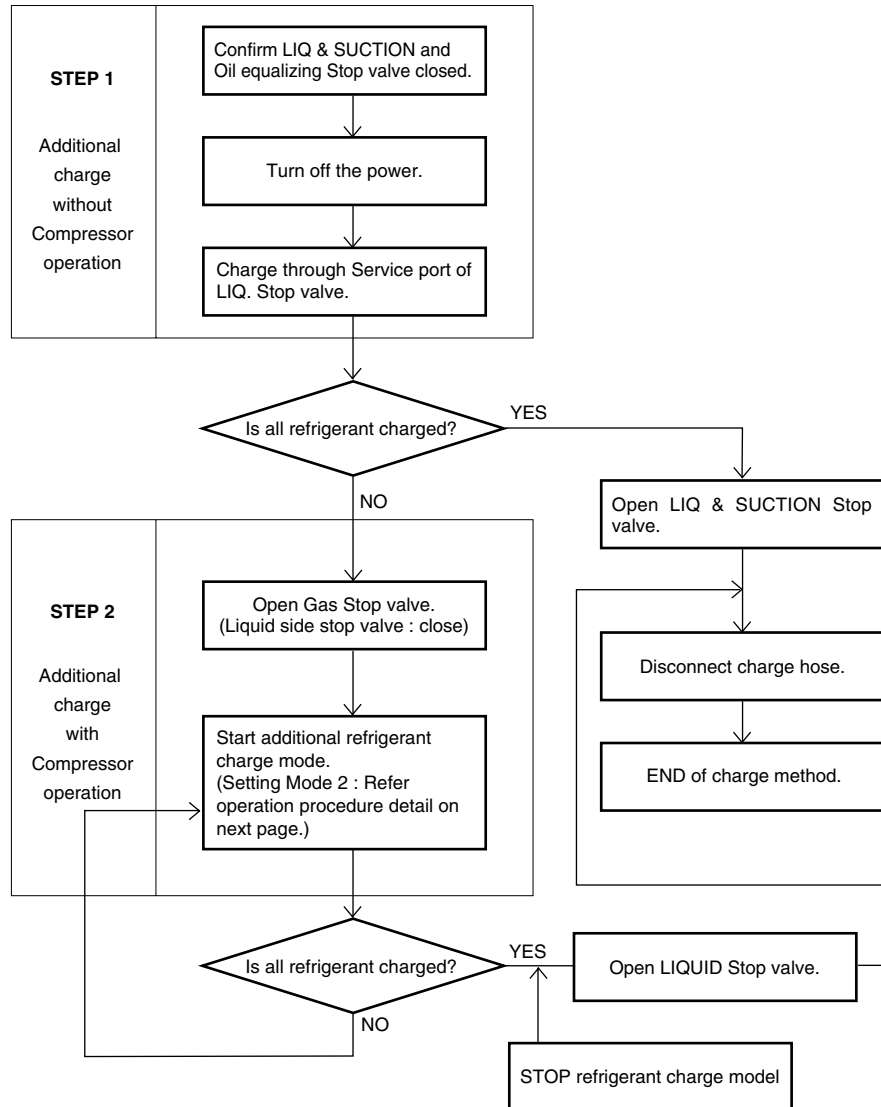 STEP 1
Additional
charge
without
Compressor
operation
Confirm LIQ & SUCTION and
Oil equalizing Stop valve closed.
Turn off the power.
Charge through Service port of
LIQ. Stop valve.
Is all refrigerant charged?
YES
NO
Open LIQ & SUCTION Stop
valve.
Disconnect charge hose.
END of charge method.
STEP 2
Additional
charge
with
Compressor
operation
Open Gas Stop valve.
(Liquid side stop valve : close)
Start additional refrigerant
charge mode.
(Setting Mode 2 : Refer
operation procedure detail on
next page.)
Is all refrigerant charged?
YES
NO
Open LIQUID Stop valve.
STOP refrigerant charge model